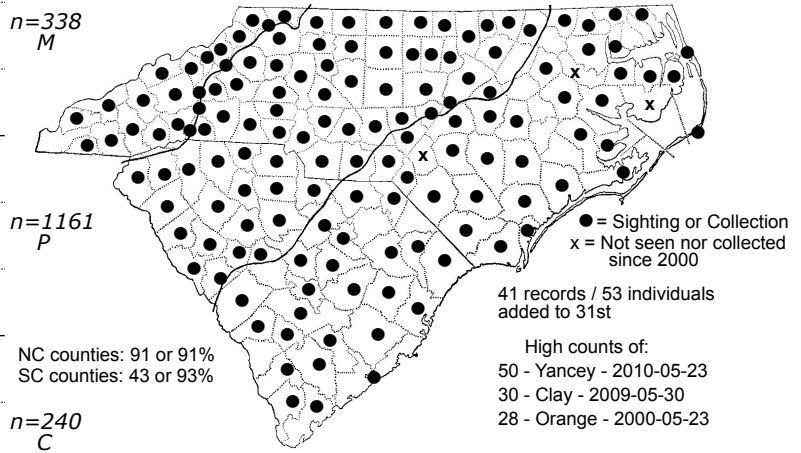 n=338
M
n=1161
P
n=240
C
x
x
x
● = Sighting or Collection
x = Not seen nor collected
since 2000
41 records / 53 individuals
added to 31st
NC counties: 91 or 91%
SC counties: 43 or 93%
High counts of:
50 - Yancey - 2010-05-23
30 - Clay - 2009-05-30
28 - Orange - 2000-05-23